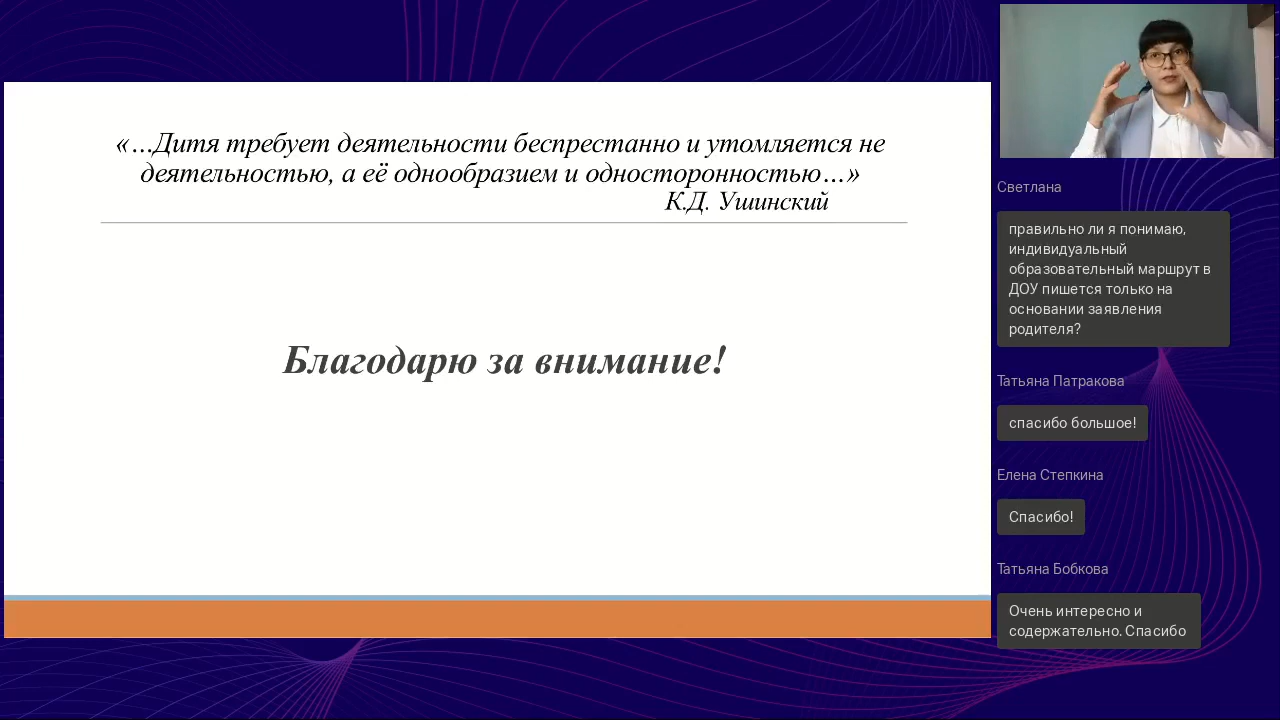 «…Дитя требует деятельности беспрестанно и утомляется не
деятельностью, а её однообразием и односторонностью…»
К.Д. Ушинский
Благодарю за внимание!
Светлана
правильно ли я понимаю,
индивидуальный
образовательный маршрут в
ДОУ пишется только на
основании заявления
родителя?
Татьяна Патракова
спасибо большое!
Елена Степкина
Спасибо!
Татьяна Бобкова
Очень интересно и
содержательно. Спасибо